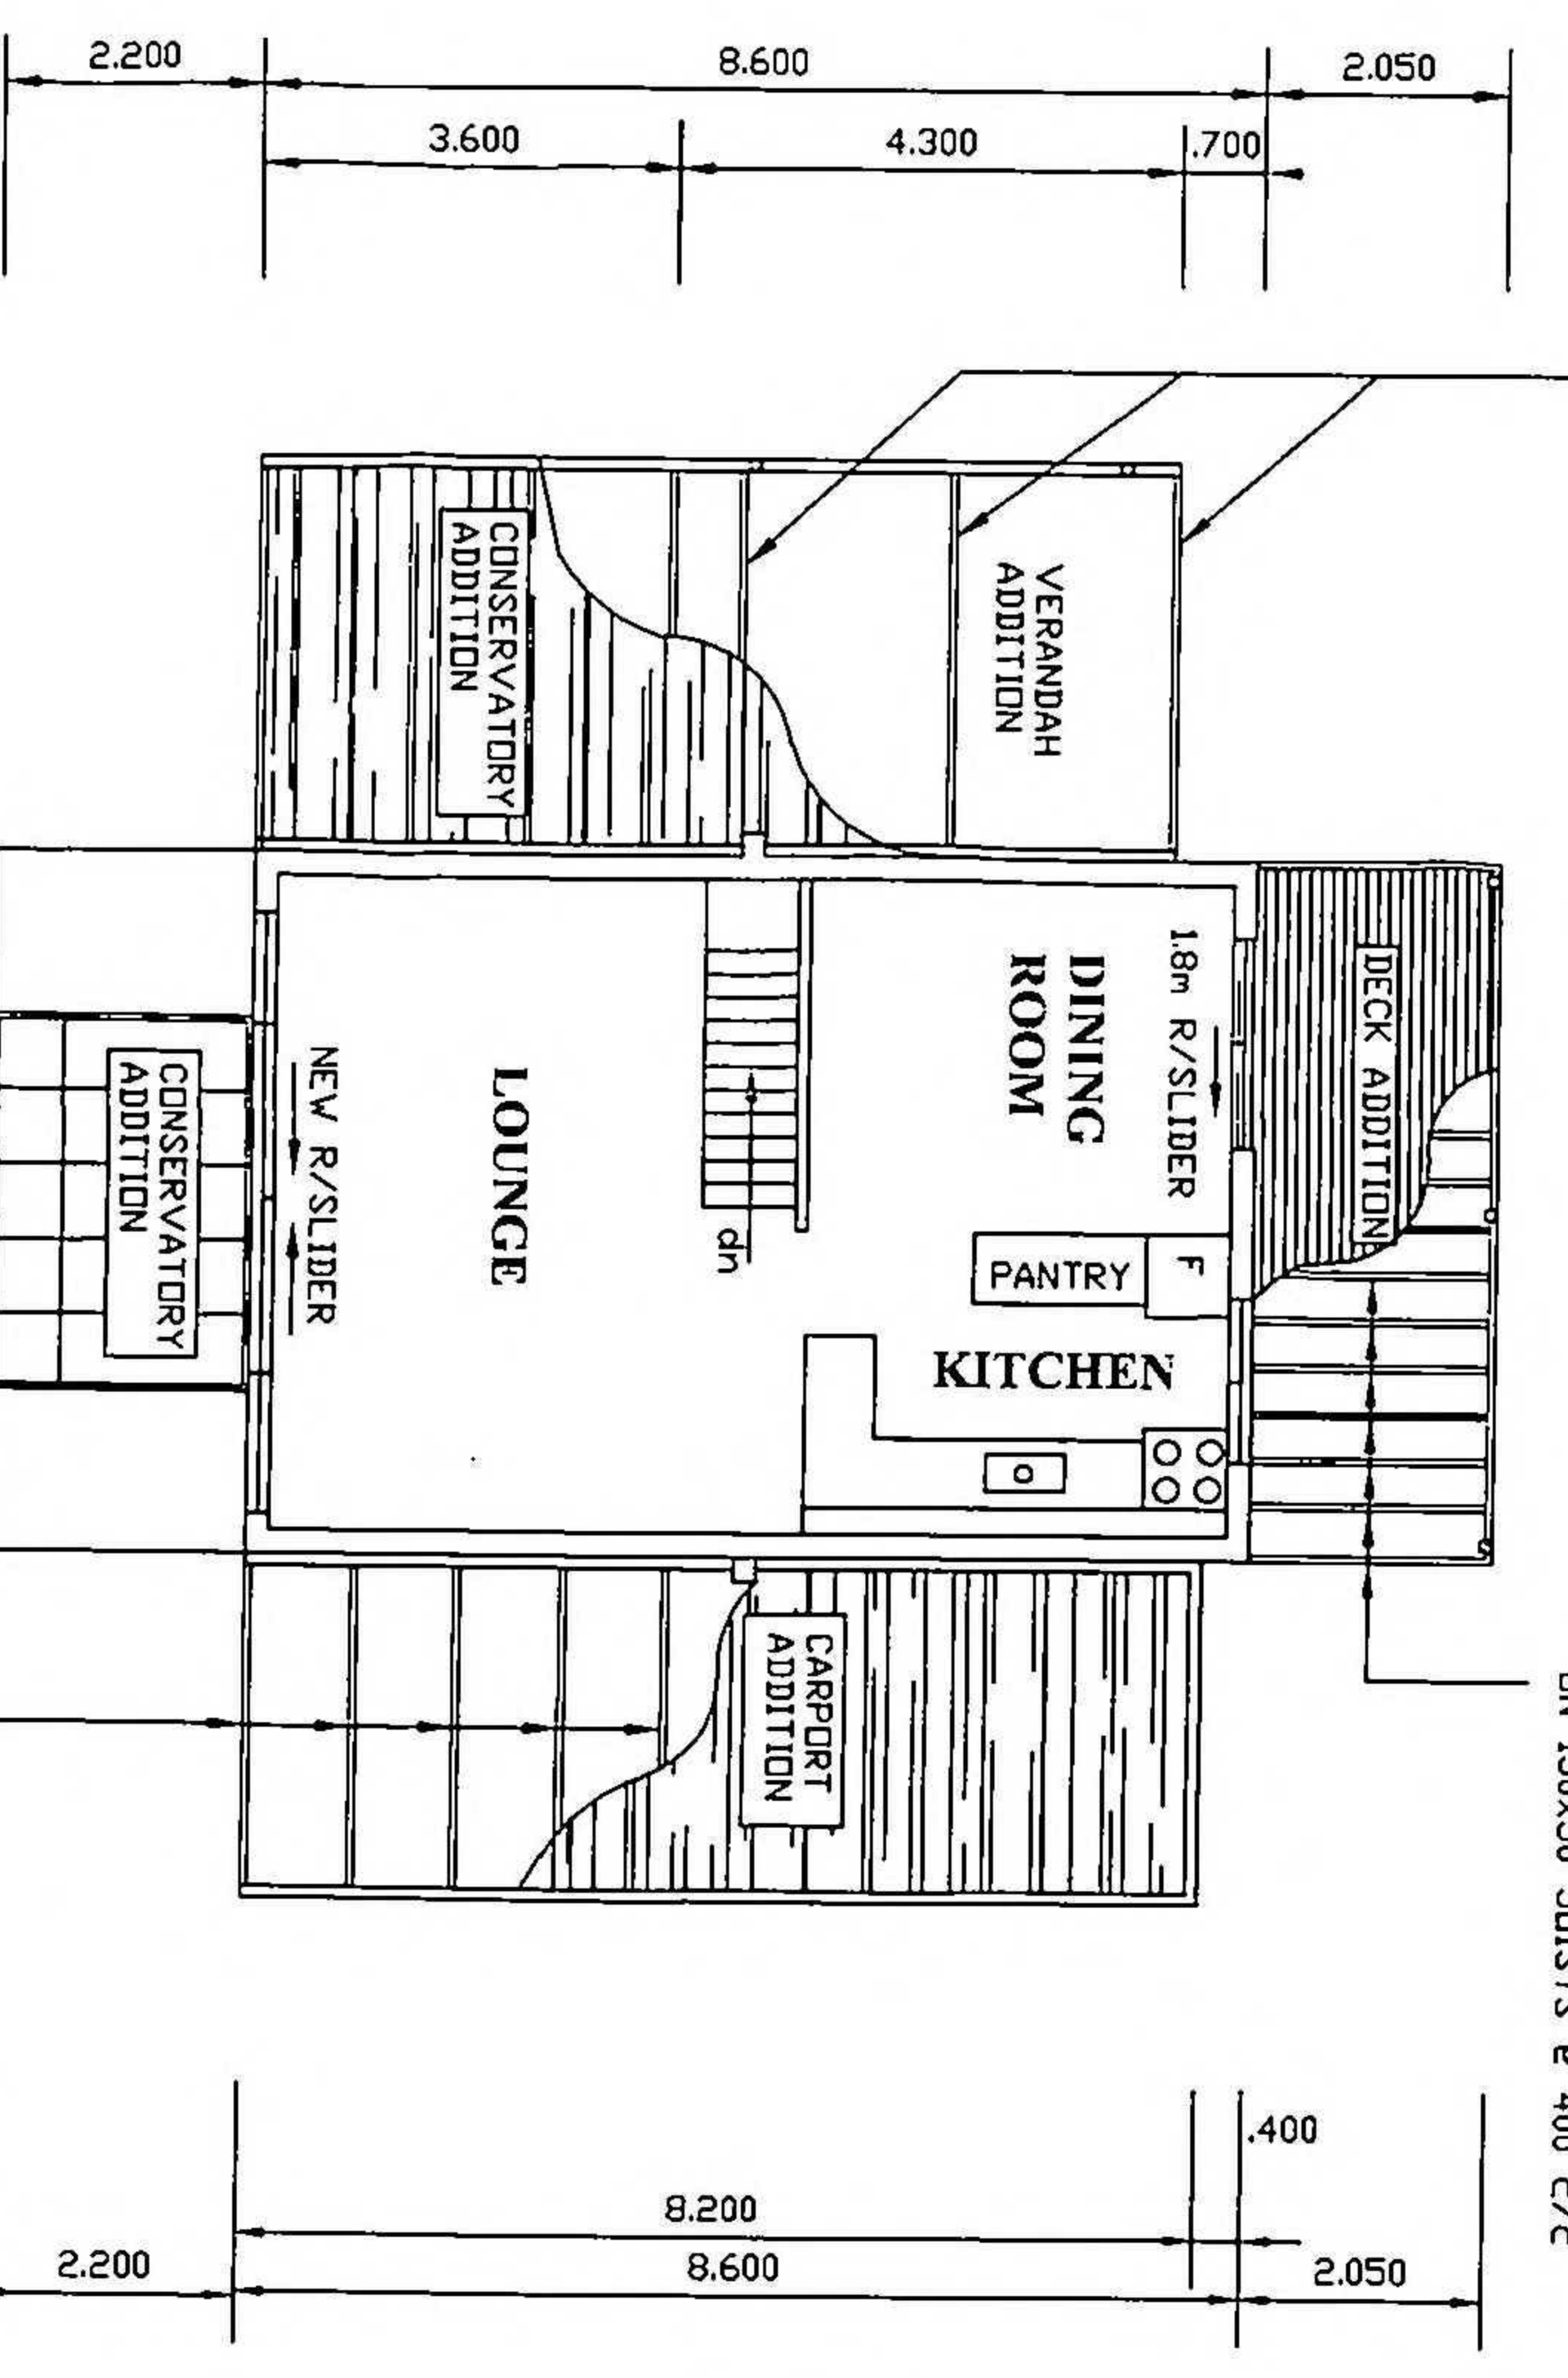 2.200
8.600
2.050
3.600
4.300
.700
CONSERVATORY
ADDITION
VERANDAH
ADDITION
DINING
ROOM
1.8m R/SLIDER
DECK ADDITION
CONSERVATORY
ADDITION
NEW R/SLIDER
LOUNGE
dn
PANTRY
F
KITCHEN
CARPORT
ADDITION
JOISTS @ 400 C/C
.400
8.200
2.200
8.600
2.050